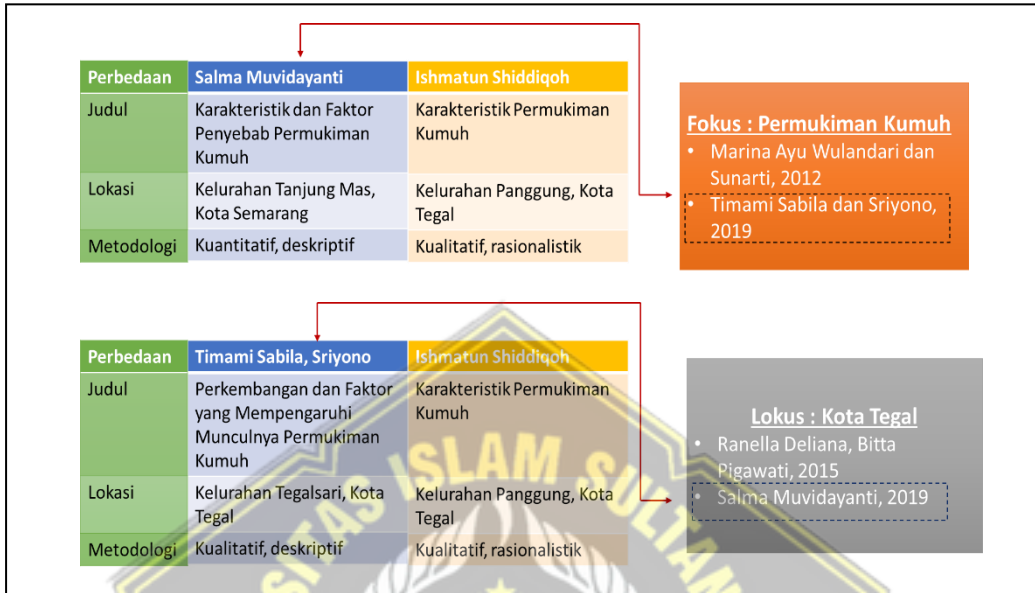 Perbedaan Salma Muvidayanti Ishmatun Shiddiqoh
Judul Karakteristik dan Faktor Karakteristik Permukiman
Penyebab Permukiman Kumuh
Kumuh
Lokasi Kelurahan Tanjung Mas, Kelurahan Panggung, Kota
Kota Semarang Tegal
Metodologi Kuantitatif, deskriptif Kualitatif, rasionalistik
Fokus : Permukiman Kumuh
• Marina Ayu Wulandari dan
Sunarti, 2012
• Timami Sabila dan Sriyono,
2019
Perbedaan Timami Sabila, Sriyono Ishmatun Shiddiqoh
Judul Perkembangan dan Faktor Karakteristik Permukiman
yang Mempengaruhi Kumuh
Munculnya Permukiman
Kumuh
Lokasi Kelurahan Tegalsari, Kota Kelurahan Panggung, Kota
Tegal Tegal
Metodologi Kualitatif, deskriptif Kualitatif, rasionalistik
Lokus : Kota Tegal
• Ranella Deliana, Bitta
Pigawati, 2015
• Salma Muvidayanti, 2019
SITAS ISLAM SULTAN